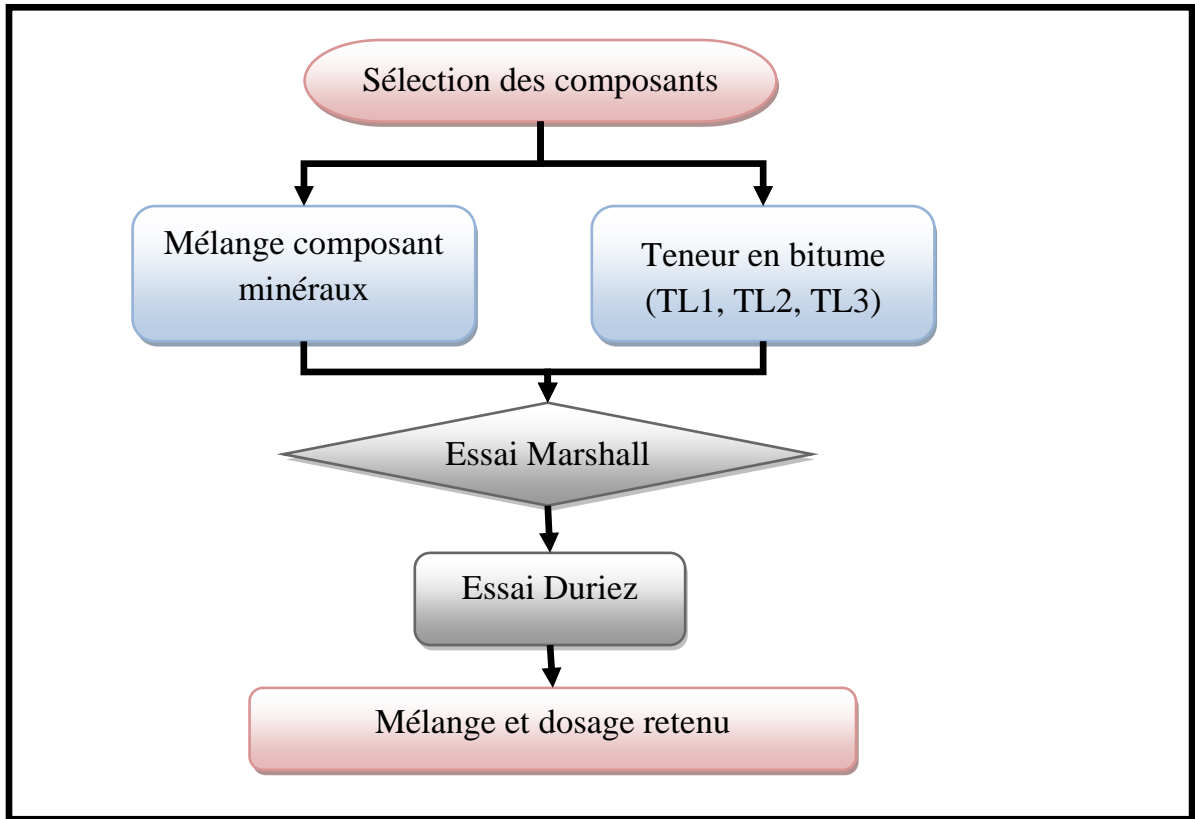 Sélection des composants
Mélange composant
minéraux
Teneur en bitume
(TL1, TL2, TL3)
Essai Marshall
Essai Duriez
Mélange et dosage retenu